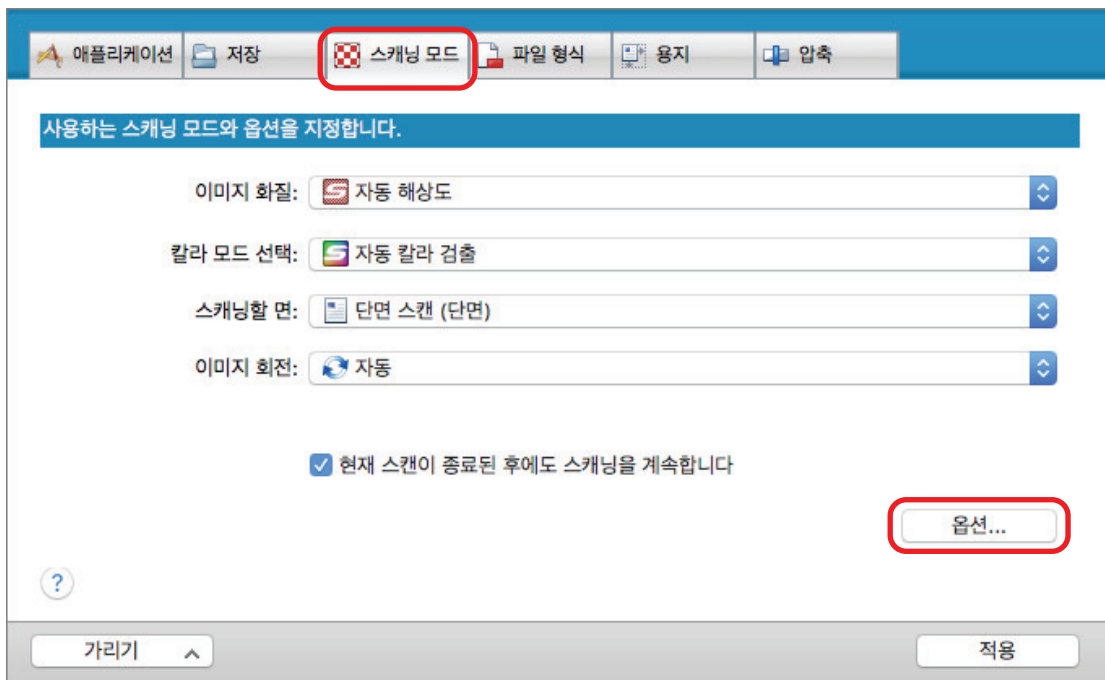 애플리케이션 저장 스캐닝 모드 파일 형식 용지 압축
사용하는 스캐닝 모드와 옵션을 지정합니다.
이미지 화질: 자동 해상도
칼라 모드 선택: 자동 칼라 검출
스캐닝할 면: 단면 스캔 (단면)
이미지 회전: 자동
현재 스캔이 종료된 후에도 스캐닝을 계속합니다
옵션...
?
가리기 적용